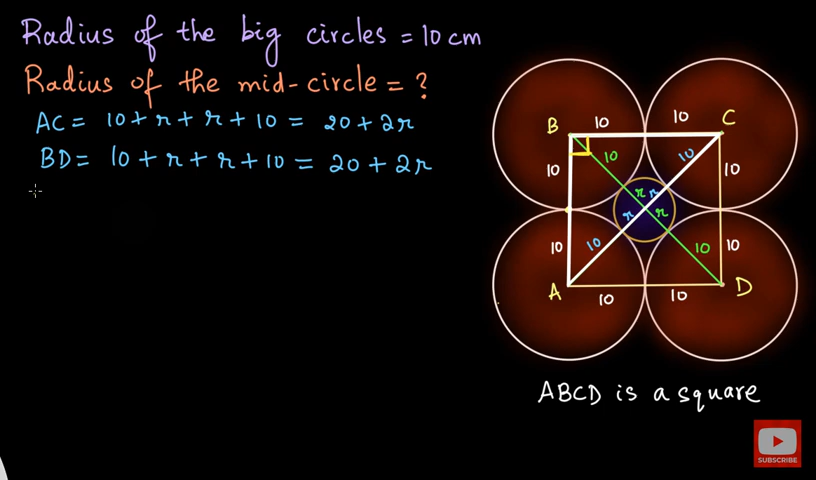 Radius of the big circles = 10 cm
Radius of the mid-circle = ?
AC = 10 + r + r + 10 = 20 + 2r
BD = 10 + r + r + 10 = 20 + 2r
B 10 10 C
10 10 10 10
r r
r r
10 10 10 10
A 10 10 D
ABCD is a square
SUBSCRIBE